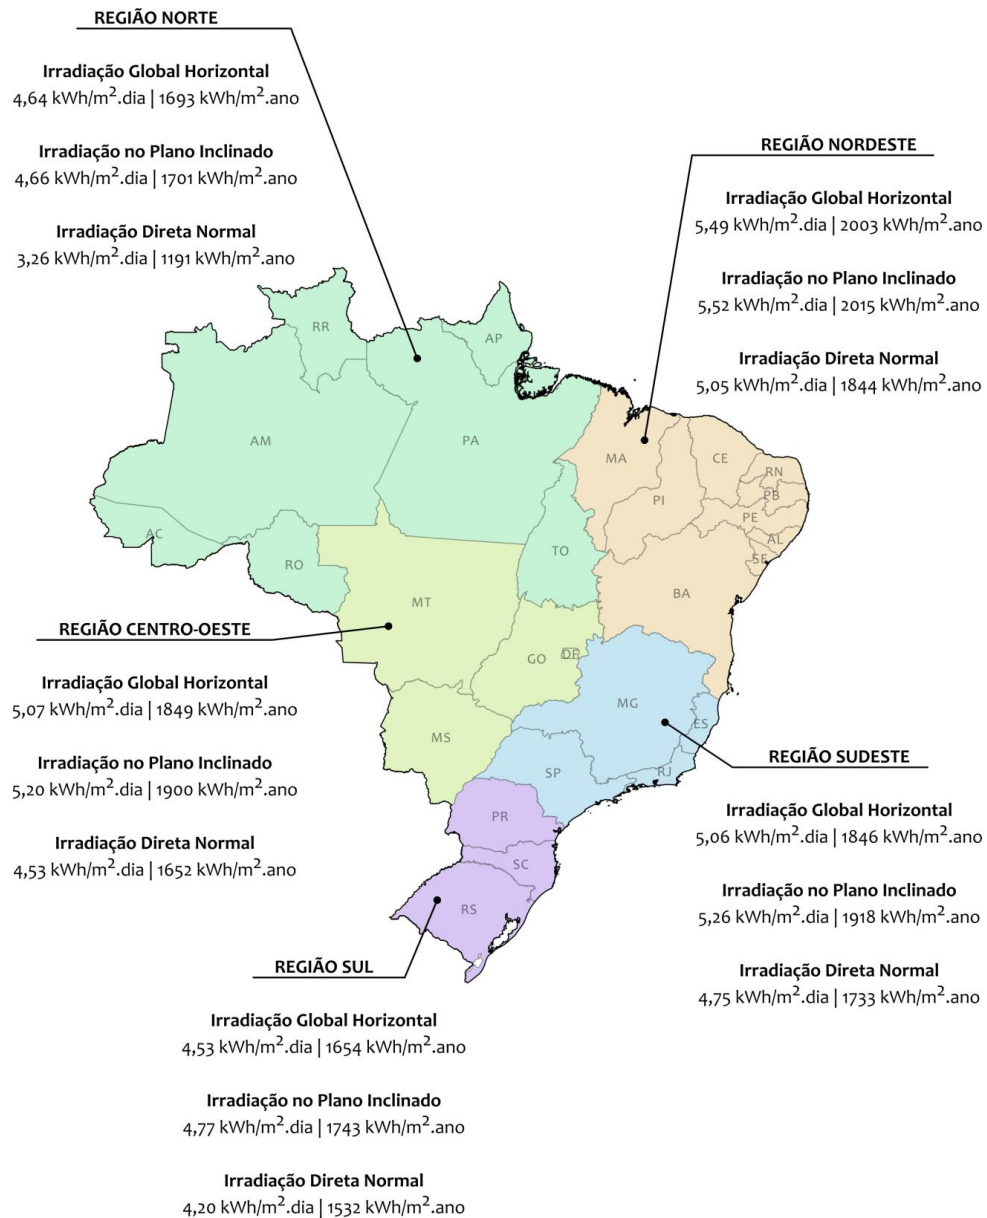 REGIÃO NORTE
Irradiação Global Horizontal
4,64 kWh/m².dia | 1693 kWh/m².ano
Irradiação no Plano Inclinado
4,66 kWh/m².dia | 1701 kWh/m².ano
Irradiação Direta Normal
3,26 kWh/m².dia | 1191 kWh/m².ano
REGIÃO NORDESTE
Irradiação Global Horizontal
5,49 kWh/m².dia | 2003 kWh/m².ano
Irradiação no Plano Inclinado
5,52 kWh/m².dia | 2015 kWh/m².ano
Irradiação Direta Normal
5,05 kWh/m².dia | 1844 kWh/m².ano
RR
AP
AM
PA
MA
CE
RN
PI
PB
PE
AL
SE
AC
RO
TO
BA
MT
GO
DF
MG
ES
MS
SP
RJ
PR
SC
RS
REGIÃO CENTRO-OESTE
Irradiação Global Horizontal
5,07 kWh/m².dia | 1849 kWh/m².ano
Irradiação no Plano Inclinado
5,20 kWh/m².dia | 1900 kWh/m².ano
Irradiação Direta Normal
4,53 kWh/m².dia | 1652 kWh/m².ano
REGIÃO SUDESTE
Irradiação Global Horizontal
5,06 kWh/m².dia | 1846 kWh/m².ano
Irradiação no Plano Inclinado
5,26 kWh/m².dia | 1918 kWh/m².ano
Irradiação Direta Normal
4,75 kWh/m².dia | 1733 kWh/m².ano
REGIÃO SUL
Irradiação Global Horizontal
4,53 kWh/m².dia | 1654 kWh/m².ano
Irradiação no Plano Inclinado
4,77 kWh/m².dia | 1743 kWh/m².ano
Irradiação Direta Normal
4,20 kWh/m².dia | 1532 kWh/m².ano